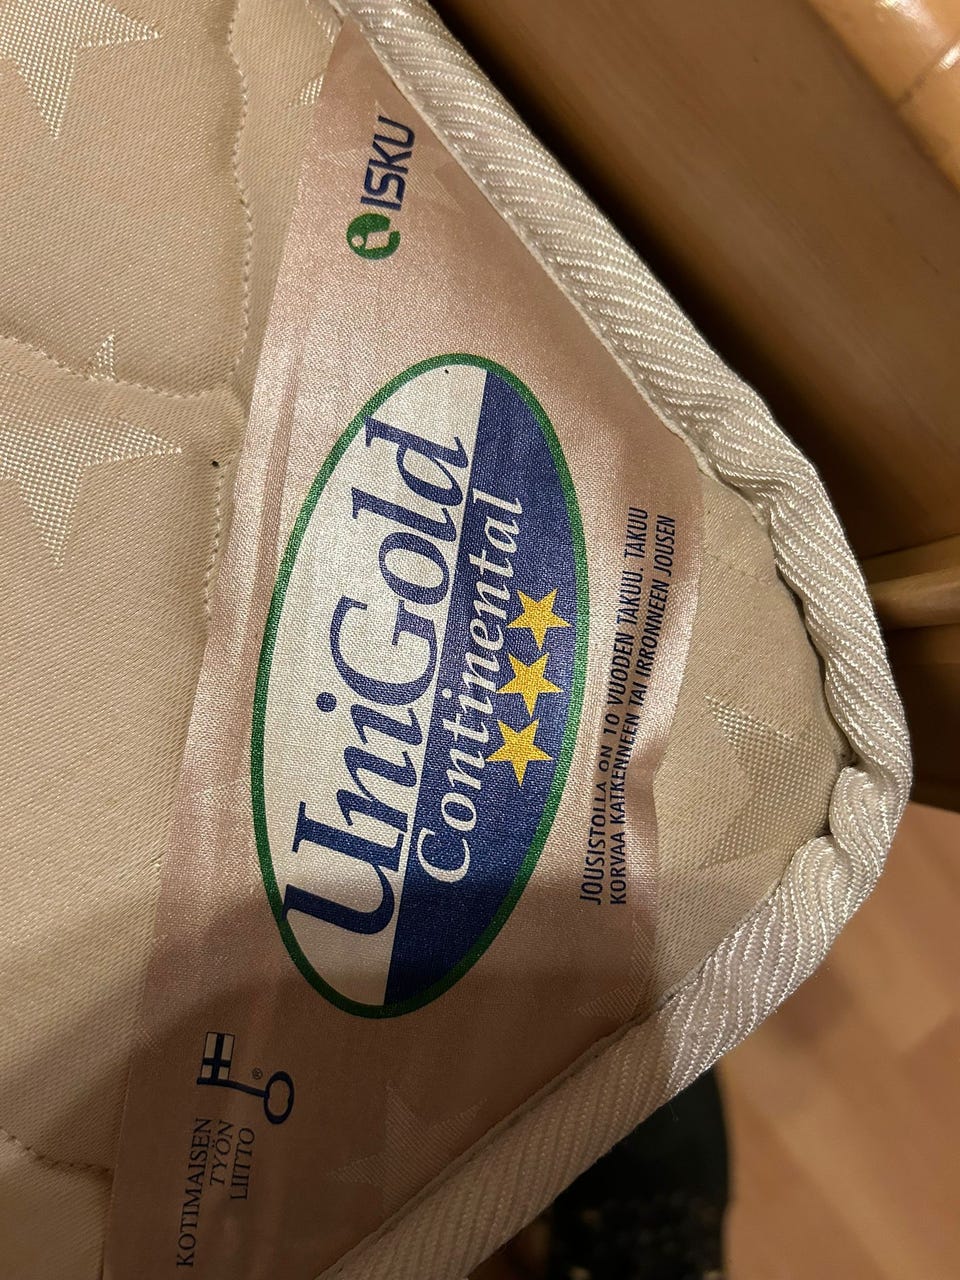 ISKU
UniGold
Continental
JOUSISTOLLA ON 10 VUODEN TAKUU. TAKUU
KORVAA KATKENNEEN TAI IRRONNEEN JOUSEN
KOTIMAISEN
TYÖN
LIITTO
®